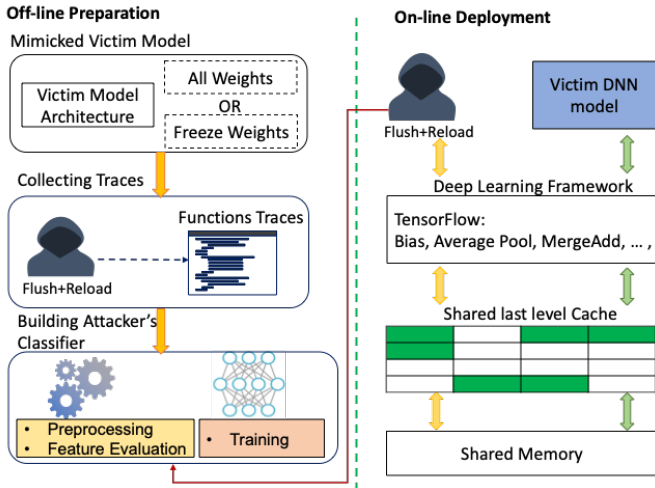 Off-line Preparation
Mimicked Victim Model
Victim Model
Architecture
All Weights
OR
Freeze Weights
Collecting Traces
Functions Traces
Flush+Reload
Building Attacker's
Classifier
• Preprocessing
• Feature Evaluation
• Training
On-line Deployment
Flush+Reload
Victim DNN
model
Deep Learning Framework
TensorFlow:
Bias, Average Pool, MergeAdd, ... ,
Shared last level Cache
Shared Memory